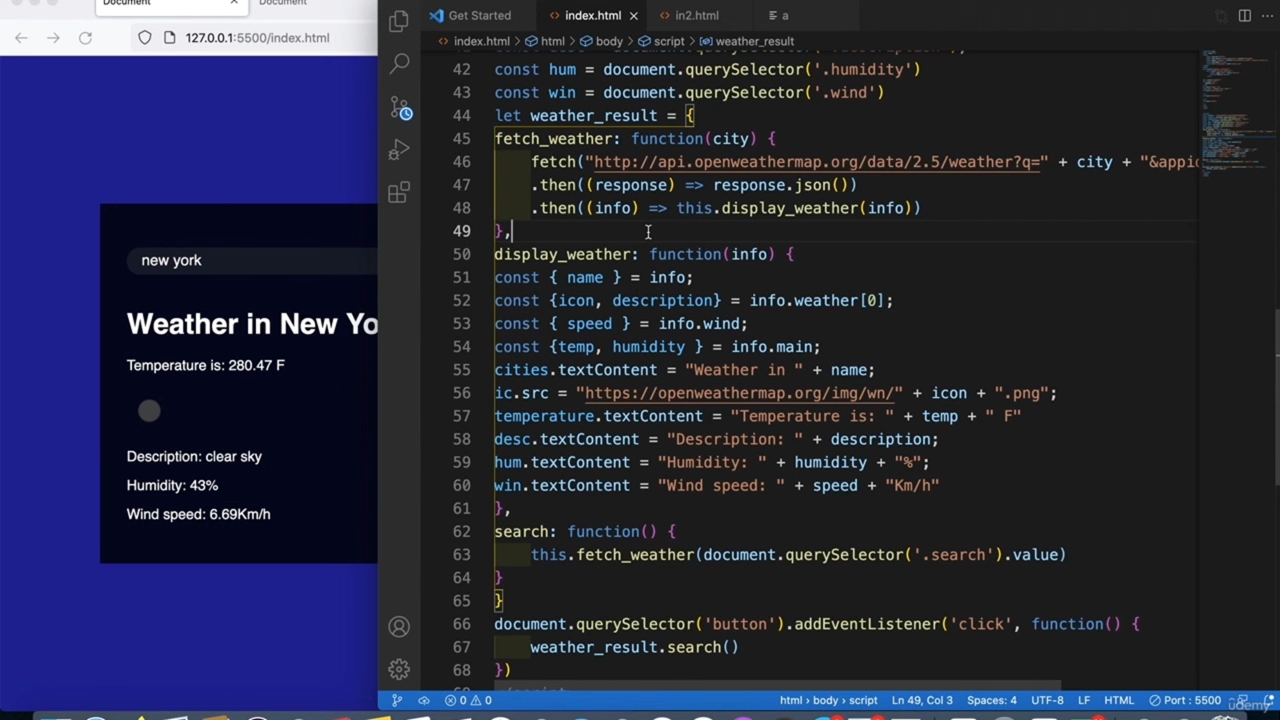 Document
Document
127.0.0.1:5500/index.html
new york
Weather in New Yo
Temperature is: 280.47 F
Description: clear sky
Humidity: 43%
Wind speed: 6.69Km/h
Get Started
index.html
in2.html
a
index.html > html > body > script > weather_result
42 const hum = document.querySelector('.humidity')
43 const win = document.querySelector('.wind')
44 let weather_result = {
45 fetch_weather: function(city) {
46 fetch("http://api.openweathermap.org/data/2.5/weather?q=" + city + "&appi
47 .then((response) => response.json())
48 .then((info) => this.display_weather(info))
49 },
50 display_weather: function(info) {
51 const { name } = info;
52 const {icon, description} = info.weather[0];
53 const { speed } = info.wind;
54 const {temp, humidity } = info.main;
55 cities.textContent = "Weather in " + name;
56 ic.src = "https://openweathermap.org/img/wn/" + icon + ".png";
57 temperature.textContent = "Temperature is: " + temp + " F"
58 desc.textContent = "Description: " + description;
59 hum.textContent = "Humidity: " + humidity + "%";
60 win.textContent = "Wind speed: " + speed + "Km/h"
61 },
62 search: function() {
63 this.fetch_weather(document.querySelector('.search').value)
64 }
65 }
66 document.querySelector('button').addEventListener('click', function() {
67 weather_result.search()
68 })
0 0 html > body > script Ln 49, Col 3 Spaces: 4 UTF-8 LF HTML Port : 5500
udemy